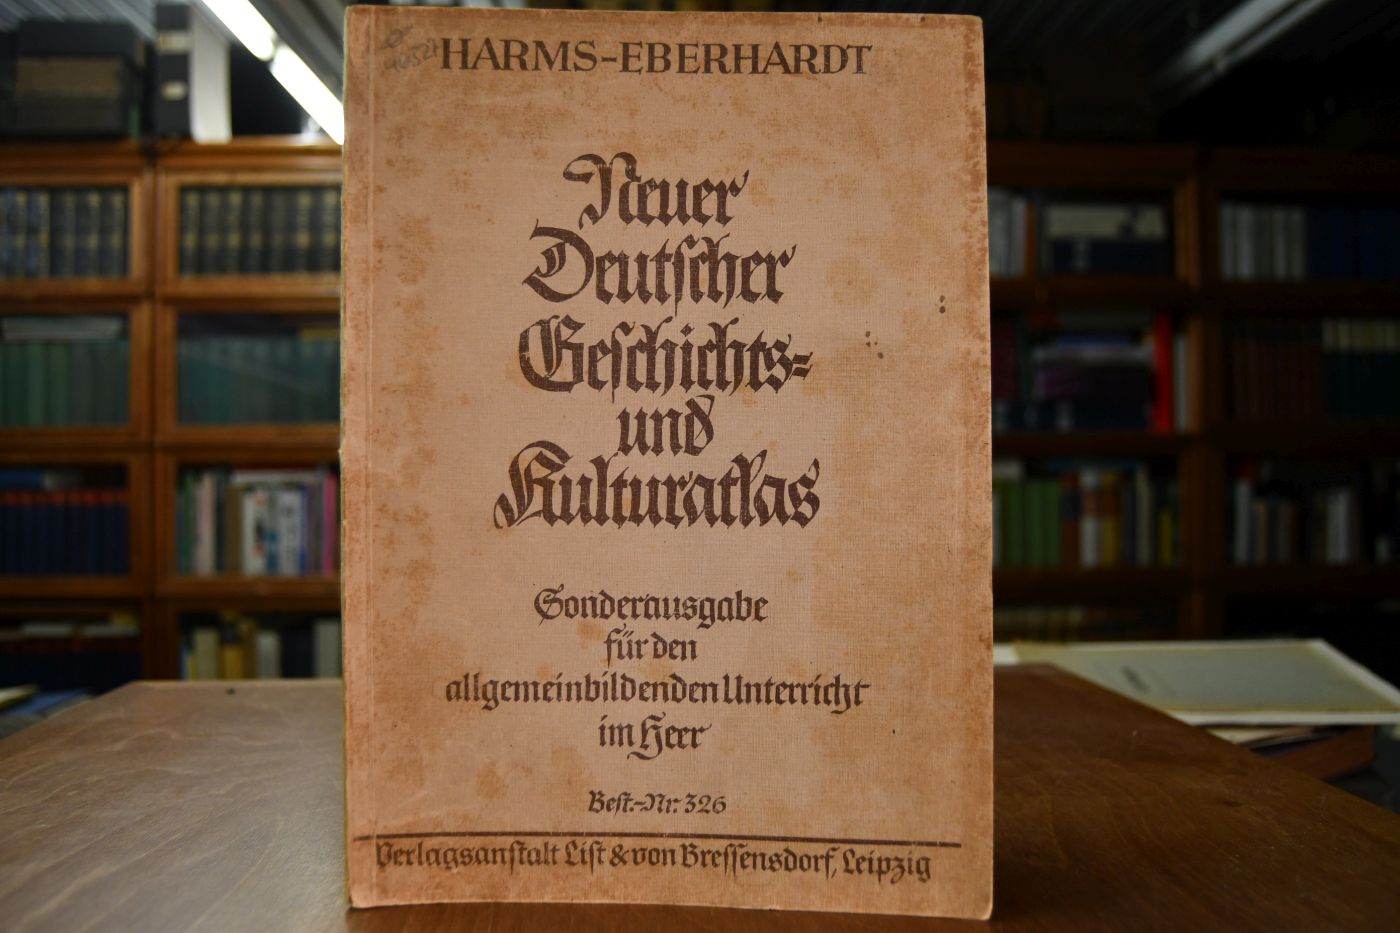 HARMS-EBERHARDT
Neuer
Deutscher
Geschichts-
und
Kulturatlas
Sonderausgabe
für den
allgemeinbildenden Unterricht
im Heer
Best.-Nr. 326
Verlagsanstalt List & von Bressensdorf, Leipzig